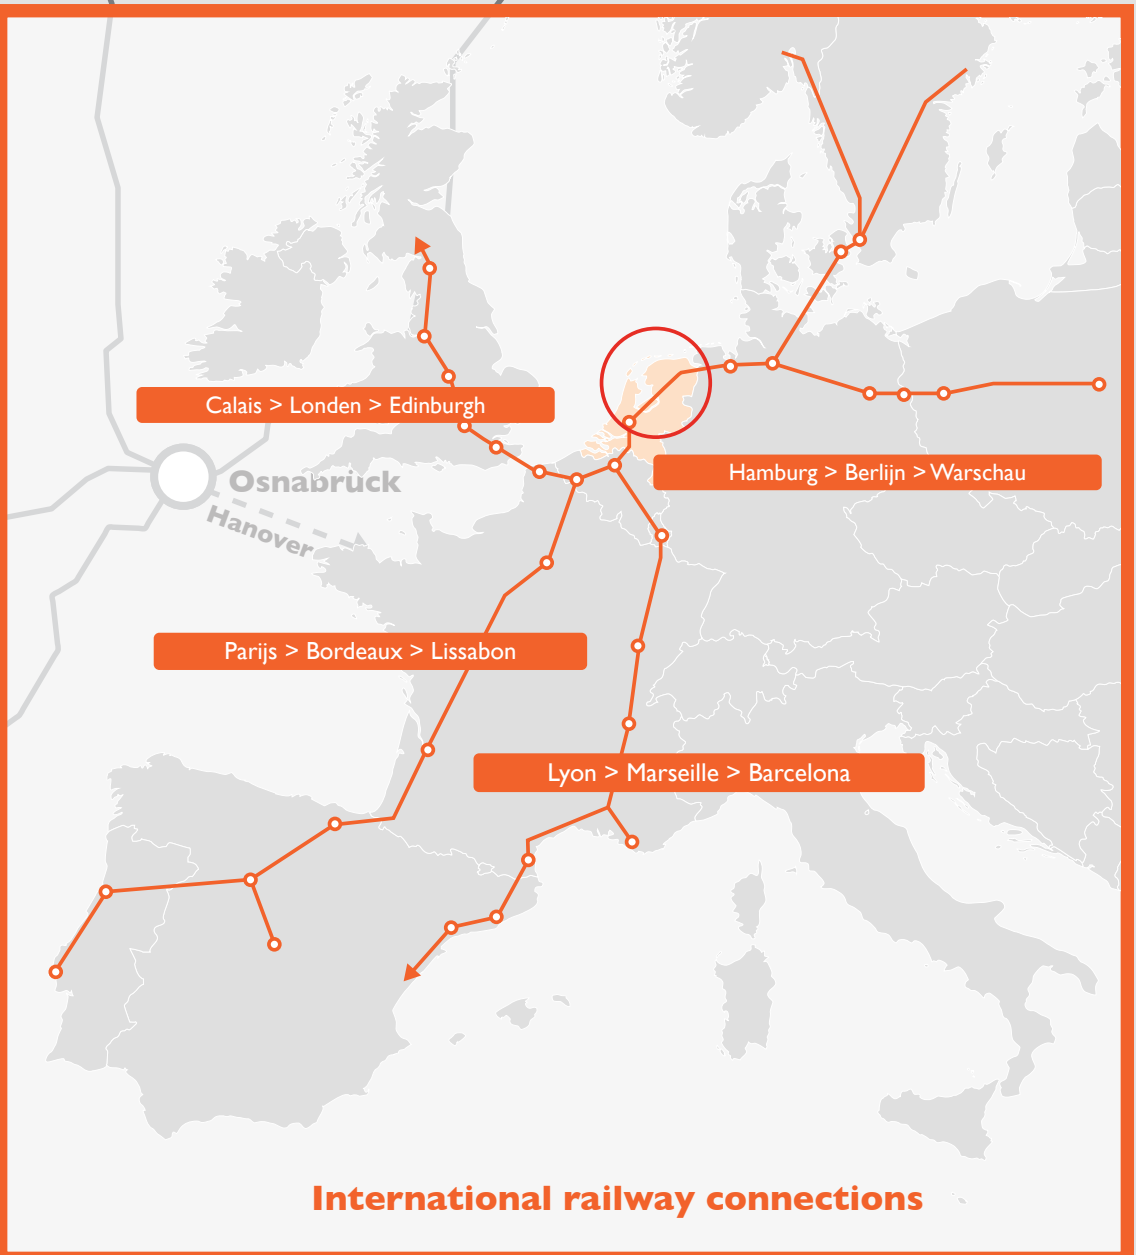 Calais > Londen > Edinburgh
Osnabrück
Hamburg > Berlijn > Warschau
Hanover
Parijs > Bordeaux > Lissabon
Lyon > Marseille > Barcelona
International railway connections